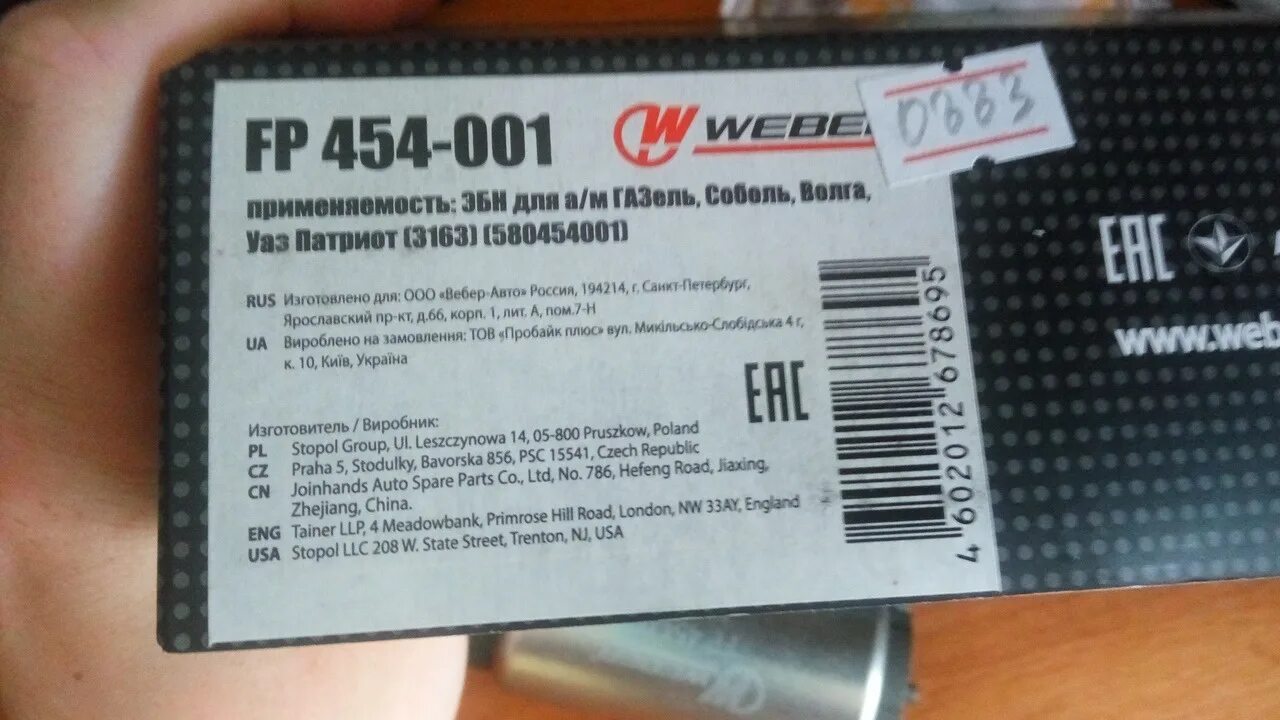 FP 454-001
WEBE
0883
применяемость: ЭБН для а/м ГАЗель, Соболь, Волга,
Уаз Патриот (3163) (580454001)
RUS Изготовлено для: ООО «Вебер-Авто» Россия, 194214, г. Санкт-Петербург,
Ярославский пр-кт, д.66, корп. 1, лит. А, пом.7-Н
UA Вироблено на замовлення: ТОВ «Пробайк плюс» вул. Микільсько-Слобідська 4 г,
к. 10, Київ, Україна
EAC
Изготовитель / Виробник:
PL Stopol Group, Ul. Leszczynowa 14, 05-800 Pruszkow, Poland
CZ Praha 5, Stodulky, Bavorska 856, PSC 15541, Czech Republic
CN Joinhands Auto Spare Parts Co., Ltd, No. 786, Hefeng Road, Jiaxing,
Zhejiang, China.
ENG Tainer LLP, 4 Meadowbank, Primrose Hill Road, London, NW 33AY, England
USA Stopol LLC 208 W. State Street, Trenton, NJ, USA
4602012678695
EAC
www.web